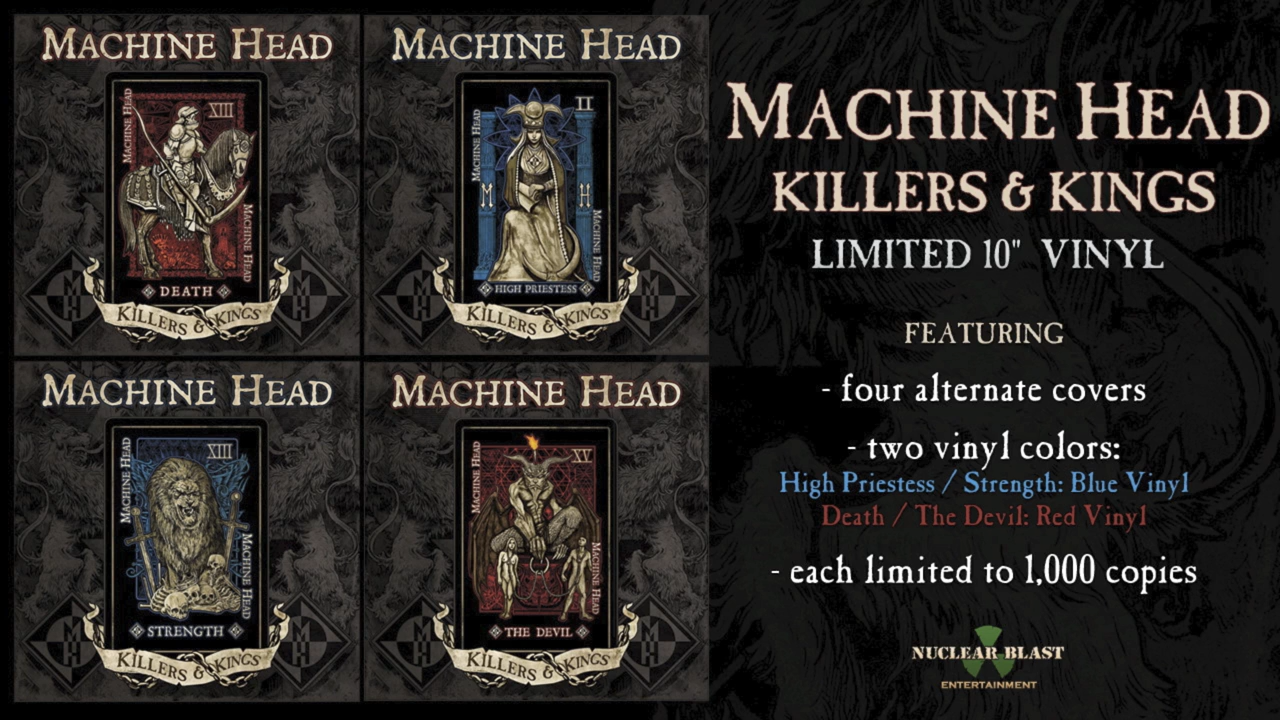 MACHINE HEAD
MACHINE HEAD
XIII
MACHINE HEAD
DEATH
KILLERS & KINGS
MACHINE HEAD
MACHINE HEAD
II
M H
MACHINE HEAD
HIGH PRIESTESS
KILLERS & KINGS
MACHINE HEAD
MACHINE HEAD
XIII
MACHINE HEAD
STRENGTH
KILLERS & KINGS
MACHINE HEAD
MACHINE HEAD
XV
MACHINE HEAD
THE DEVIL
KILLERS & KINGS
MACHINE HEAD
KILLERS & KINGS
LIMITED 10" VINYL
FEATURING
- four alternate covers
- two vinyl colors:
High Priestess / Strength: Blue Vinyl
Death / The Devil: Red Vinyl
- each limited to 1,000 copies
NUCLEAR BLAST
ENTERTAINMENT